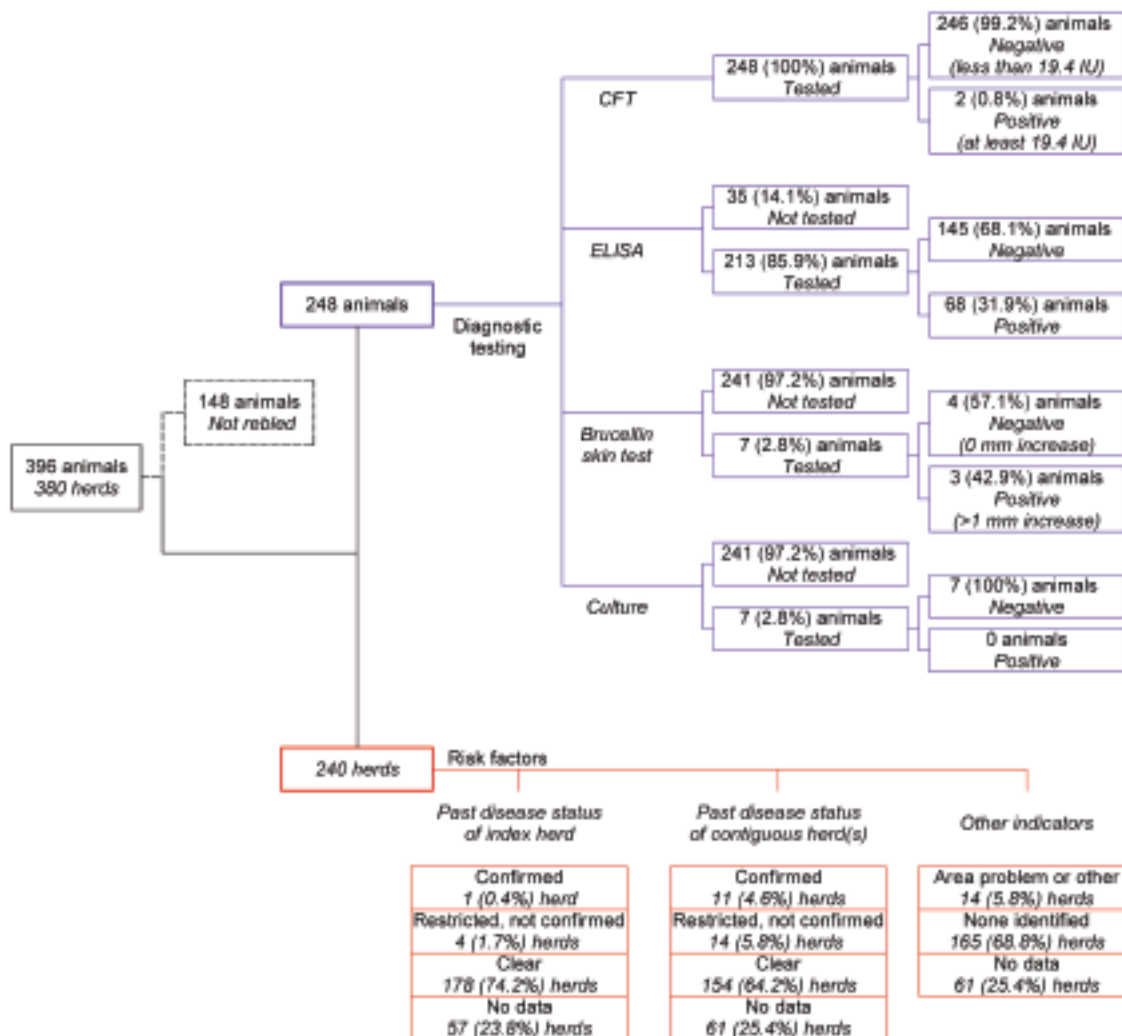 246 (99.2%) animals
Negative
(less than 19.4 IU)
248 (100%) animals
Tested
CFT
2 (0.8%) animals
Positive
(at least 19.4 IU)
35 (14.1%) animals
Not tested
145 (68.1%) animals
Negative
ELISA
213 (85.9%) animals
Tested
68 (31.9%) animals
Positive
248 animals
Diagnostic
testing
241 (97.2%) animals
Not tested
4 (57.1%) animals
Negative
(0 mm increase)
148 animals
Not rebled
Brucellin
skin test
7 (2.8%) animals
Tested
396 animals
380 herds
3 (42.9%) animals
Positive
(>1 mm increase)
241 (97.2%) animals
Not tested
7 (100%) animals
Negative
Culture
7 (2.8%) animals
Tested
0 animals
Positive
240 herds
Risk factors
Past disease status
of index herd
Confirmed
1 (0.4%) herd
Restricted, not confirmed
4 (1.7%) herds
Clear
178 (74.2%) herds
No data
57 (23.8%) herds
Past disease status
of contiguous herd(s)
Confirmed
11 (4.6%) herds
Restricted, not confirmed
14 (5.8%) herds
Clear
154 (64.2%) herds
No data
61 (25.4%) herds
Other indicators
Area problem or other
14 (5.8%) herds
None identified
165 (68.8%) herds
No data
61 (25.4%) herds